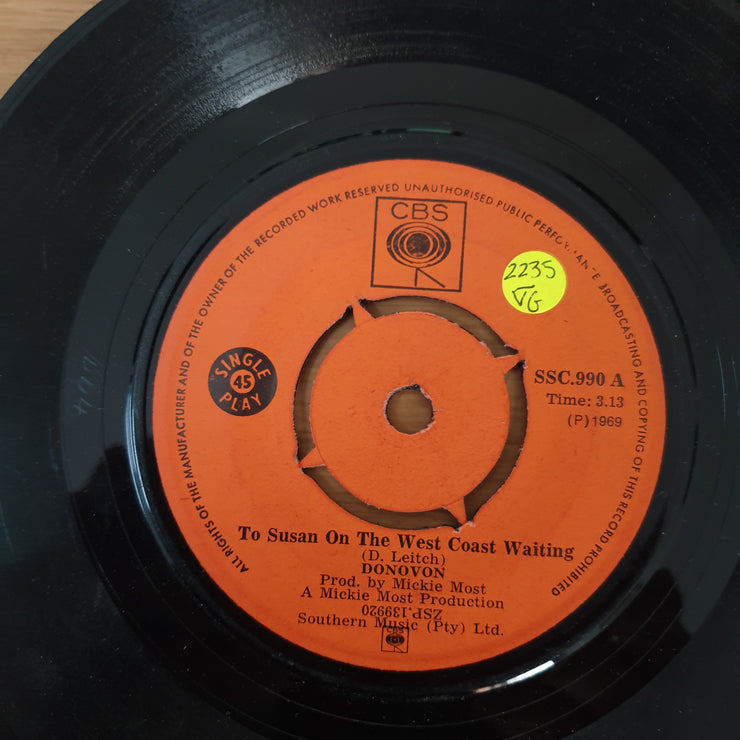 ALL RIGHTS OF THE MANUFACTURER AND OF THE OWNER OF THE RECORDED WORK RESERVED UNAUTHORISED PUBLIC PERFORMANCE BROADCASTING AND COPYING OF THIS RECORD PROHIBITED
CBS
2235
VG
SINGLE
45
PLAY
SSC.990 A
Time: 3.13
(P)1969
To Susan On The West Coast Waiting
(D. Leitch)
DONOVON
Prod. by Mickie Most
A Mickie Most Production
ZSP.139920
Southern Music (Pty) Ltd.
CBS